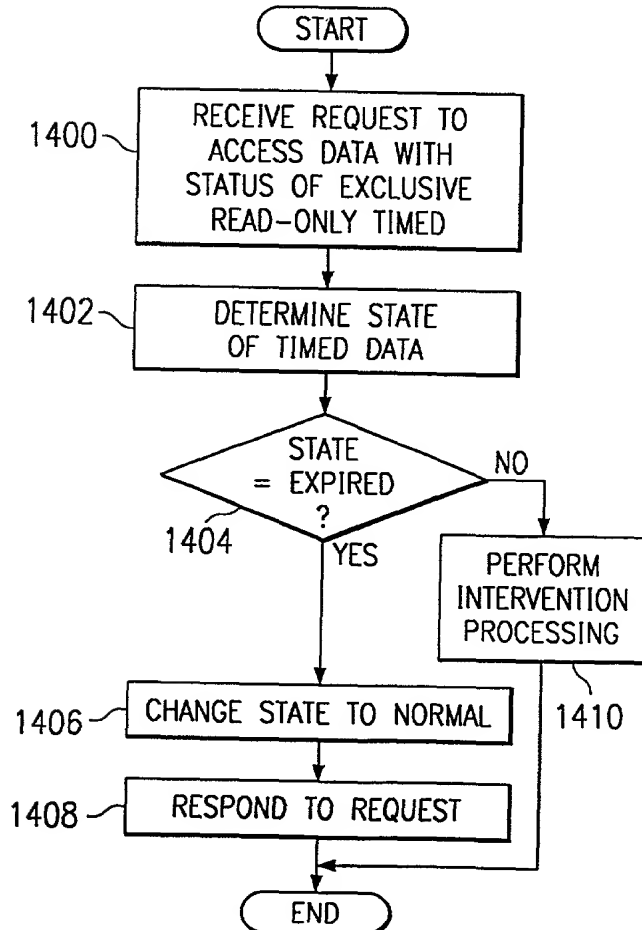 START
1400
RECEIVE REQUEST TO
ACCESS DATA WITH
STATUS OF EXCLUSIVE
READ-ONLY TIMED
1402
DETERMINE STATE
OF TIMED DATA
STATE
= EXPIRED
?
1404
NO
YES
PERFORM
INTERVENTION
PROCESSING
1410
1406
CHANGE STATE TO NORMAL
1408
RESPOND TO REQUEST
END